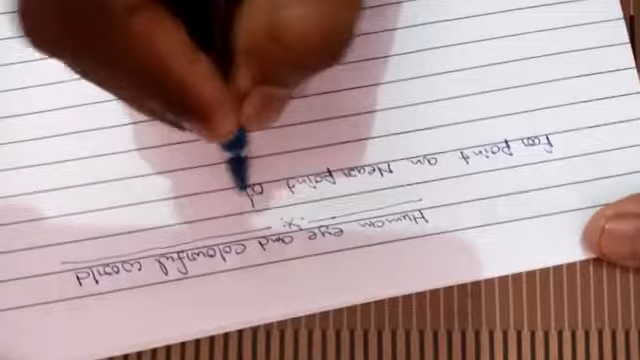 Human eye and colourful world
Far point an Near point of